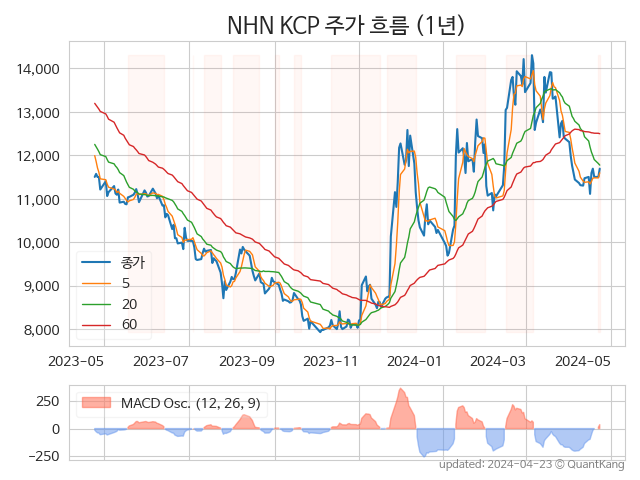 NHN KCP 주가 흐름 (1년)
14,000
13,000
12,000
11,000
10,000
9,000
8,000
종가
5
20
60
2023-05 2023-07 2023-09 2023-11 2024-01 2024-03 2024-05
250
0
−250
MACD Osc. (12, 26, 9)
updated: 2024-04-23 © QuantKang